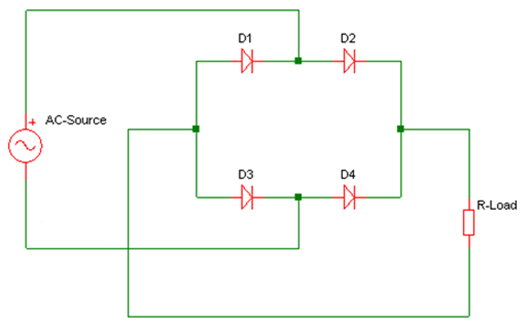 D1
D2
+
AC-Source
D3
D4
R-Load